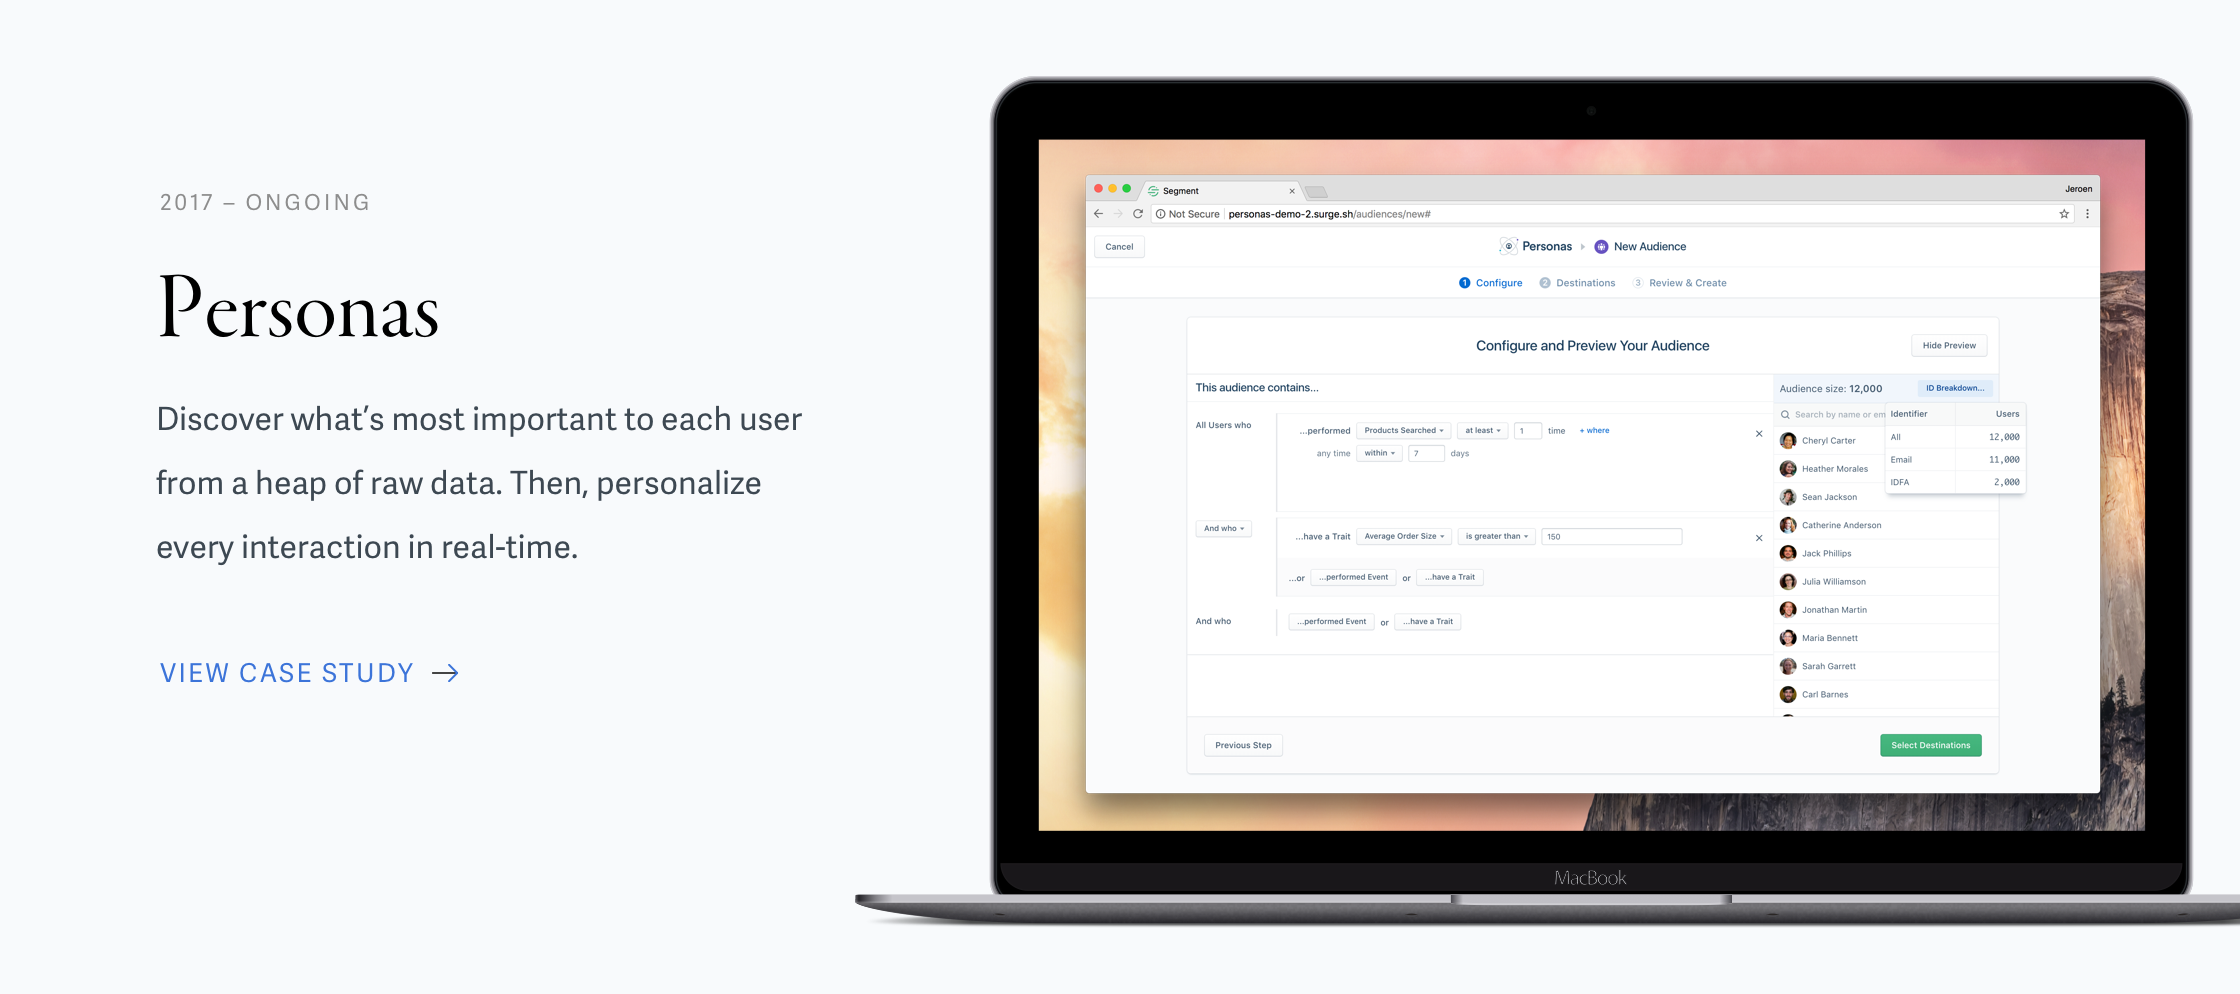 2017 – ONGOING
Personas
Discover what’s most important to each user
from a heap of raw data. Then, personalize
every interaction in real-time.
VIEW CASE STUDY →
Segment
Jeroen
Not Secure personas-demo-2.surge.sh/audiences/new#
Cancel
Personas New Audience
1 Configure 2 Destinations 3 Review & Create
Configure and Preview Your Audience
Hide Preview
This audience contains...
All Users who
...performed Products Searched at least 1 time + where
any time within 7 days
And who
...have a Trait Average Order Size is greater than 150
...or ...performed Event or ...have a Trait
And who
...performed Event or ...have a Trait
Audience size: 12,000 ID Breakdown...
Search by name or em
Identifier Users
All 12,000
Email 11,000
IDFA 2,000
Cheryl Carter
Heather Morales
Sean Jackson
Catherine Anderson
Jack Phillips
Julia Williamson
Jonathan Martin
Maria Bennett
Sarah Garrett
Carl Barnes
Previous Step
Select Destinations
MacBook